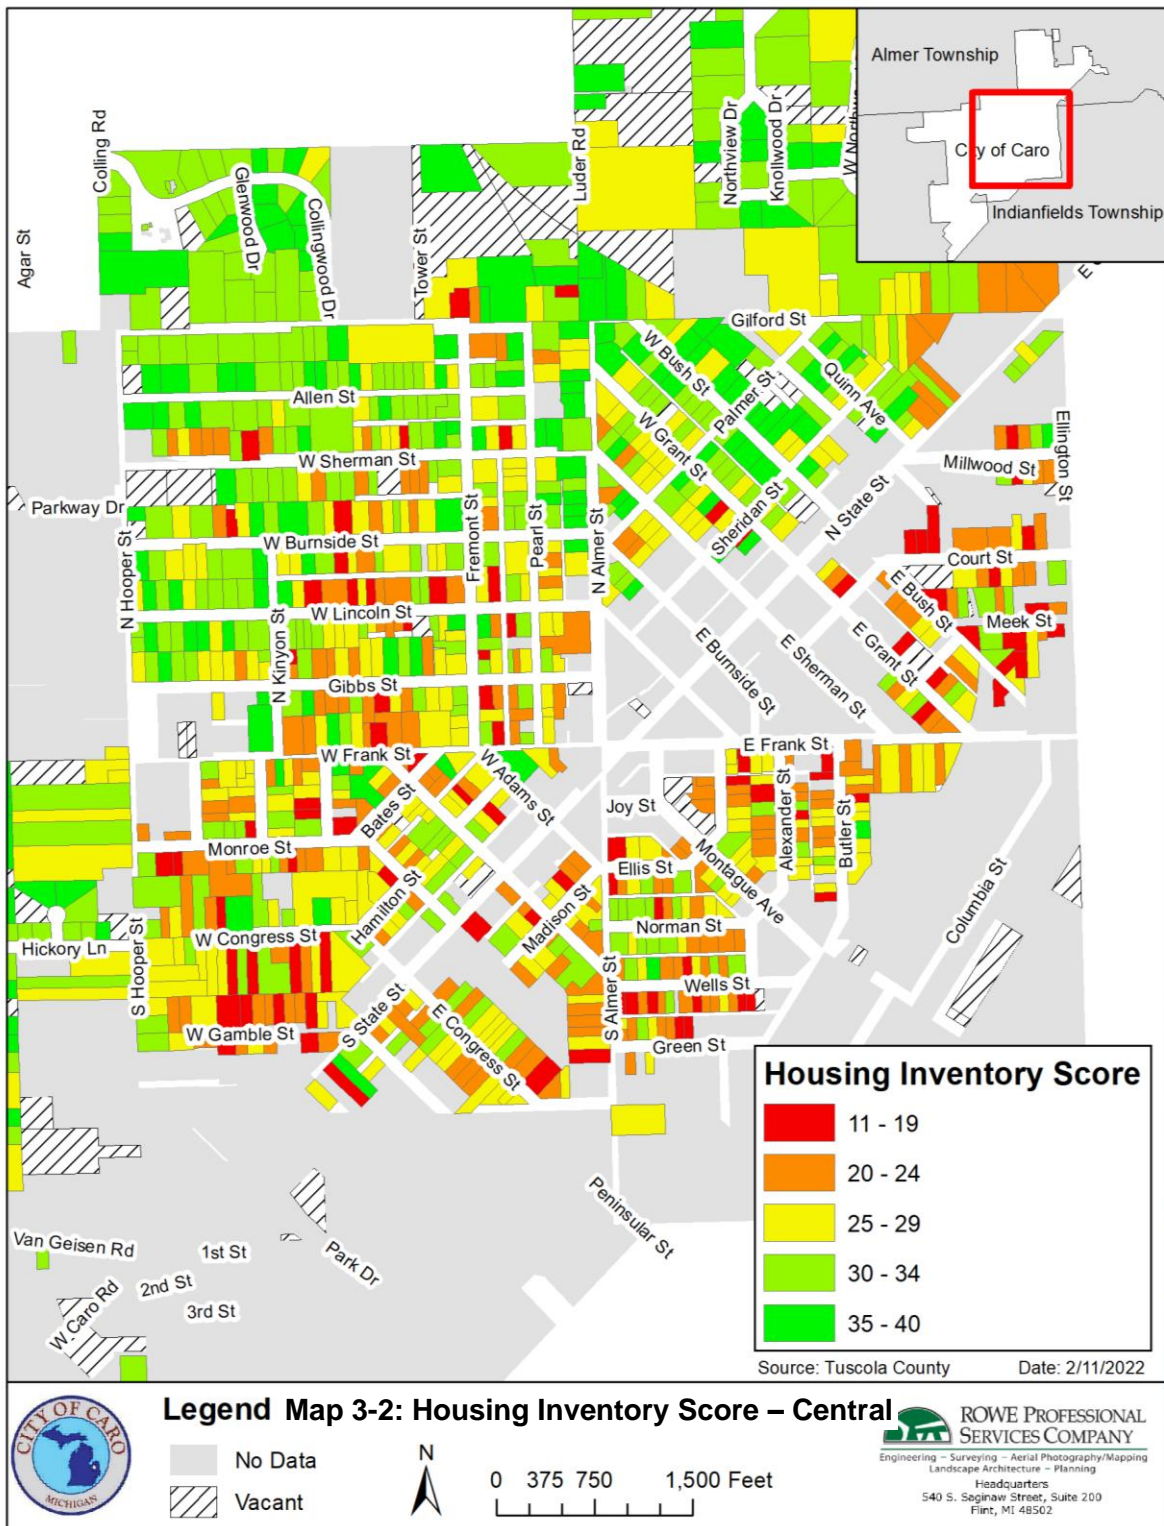 Almer Township
City of Caro
Indianfields Township
Colling Rd
Agar St
Glenwood Dr
Collingwood Dr
Tower St
Luder Rd
Northview Dr
Knollwood Dr
Gilford St
W Bush St
Palmer St
Quinn Ave
Allen St
W Grant St
W Sherman St
Ellington St
Millwood St
Parkway Dr
N Hooper St
W Burnside St
Fremont St
Pearl St
N Almer St
Sheridan St
N State St
Court St
E Bush St
Meek St
W Lincoln St
N Kinyon St
Gibbs St
E Burnside St
E Sherman St
E Grant St
W Frank St
W Adams St
E Frank St
Bates St
Joy St
Alexander St
Butler St
Monroe St
Ellis St
Montague Ave
Hamilton St
Madison St
Columbia St
Hickory Ln
W Congress St
Norman St
S Hooper St
Wells St
S Almer St
W Gamble St
S State St
E Congress St
Green St
Peninsular St
Van Geisen Rd
1st St
2nd St
3rd St
W Caro Rd
Park Dr
Housing Inventory Score
11 - 19
20 - 24
25 - 29
30 - 34
35 - 40
Source: Tuscola County Date: 2/11/2022
CITY OF CARO
MICHIGAN
Legend Map 3-2: Housing Inventory Score – Central
No Data
Vacant
N
0 375 750 1,500 Feet
ROWE PROFESSIONAL
SERVICES COMPANY
Engineering – Surveying – Aerial Photography/Mapping
Landscape Architecture – Planning
Headquarters
540 S. Saginaw Street, Suite 200
Flint, MI 48502